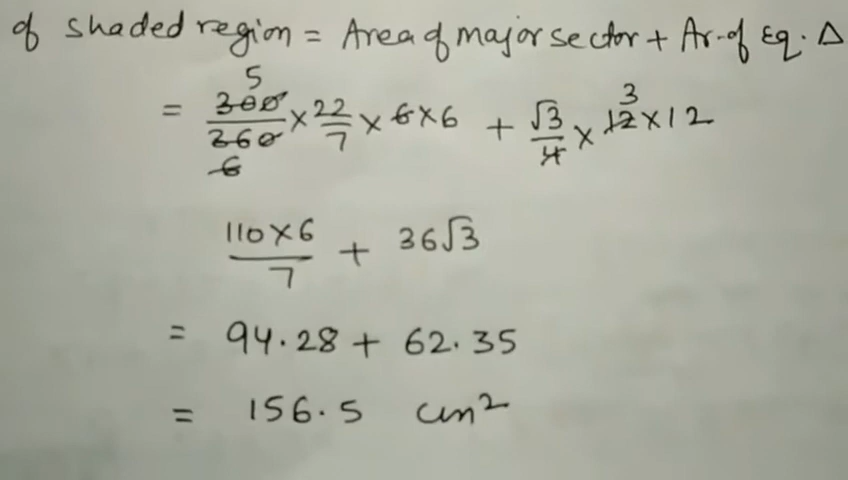 of shaded region = Area of major sector + Ar. of Eq. Δ
= 300/360 5 6 × 22/7 × 6 × 6 + √3/4 × 12 3 × 12
110 × 6/7 + 36√3
= 94.28 + 62.35
= 156.5 cm²